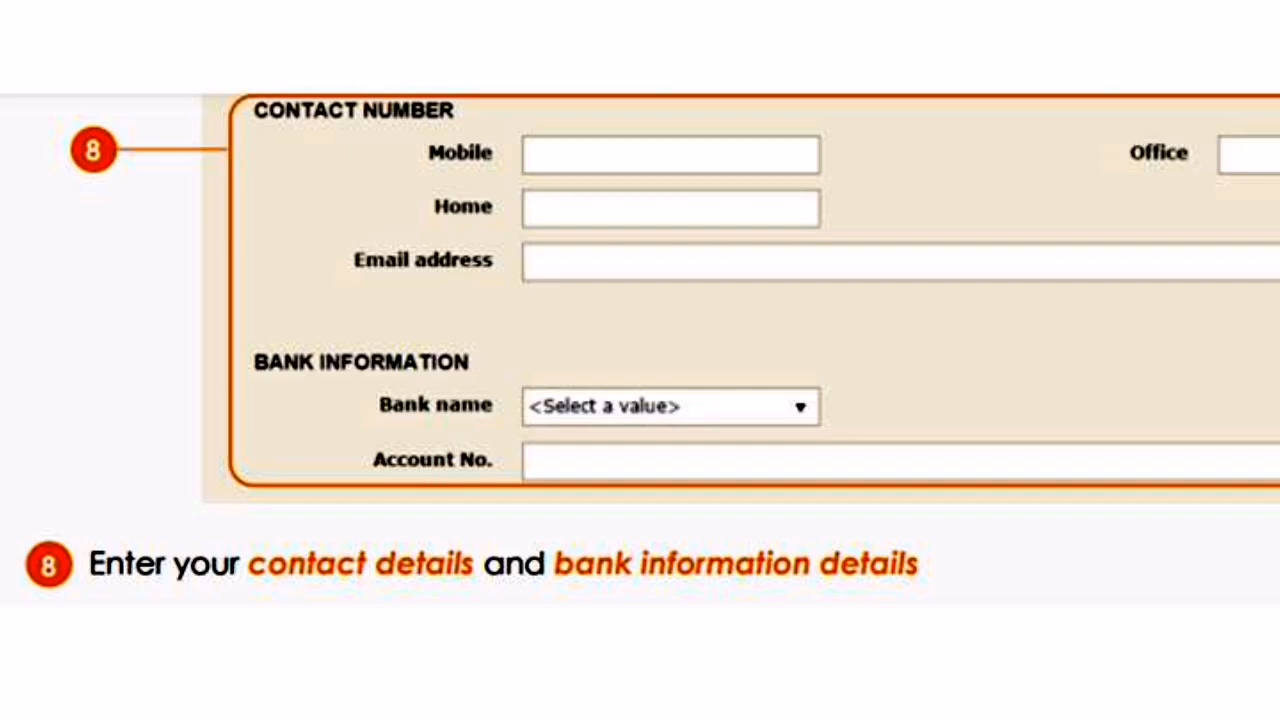 CONTACT NUMBER
8
Mobile
Office
Home
Email address
BANK INFORMATION
Bank name
<Select a value>
Account No.
8 Enter your contact details and bank information details